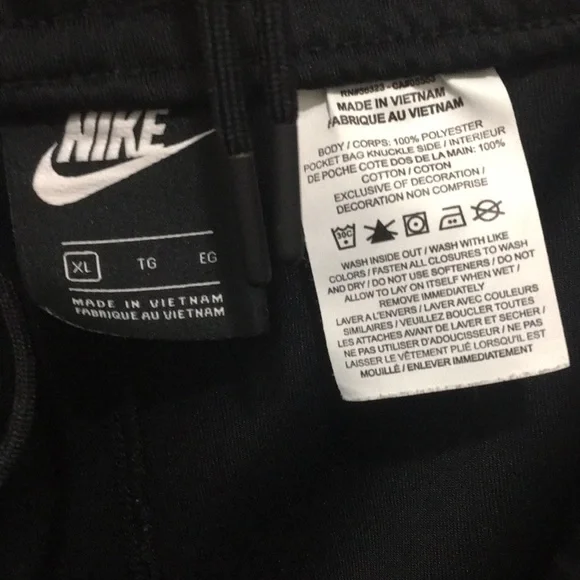 NIKE
XL TG EG
MADE IN VIETNAM
FABRIQUE AU VIETNAM
MADE IN VIETNAM
FABRIQUE AU VIETNAM
BODY / CORPS: 100% POLYESTER
POCKET BAG KNUCKLE SIDE / INTERIEUR
DE POCHE COTE DOS DE LA MAIN: 100%
COTTON / COTON
EXCLUSIVE OF DECORATION /
DECORATION NON COMPRISE
30C
WASH INSIDE OUT / WASH WITH LIKE
COLORS / FASTEN ALL CLOSURES TO WASH
AND DRY / DO NOT USE SOFTENERS / DO NOT
ALLOW TO LAY ON ITSELF WHEN WET /
REMOVE IMMEDIATELY
LAVER A L'ENVERS / LAVER AVEC COULEURS
SIMILAIRES / VEUILLEZ BOUCLER TOUTES
LES ATTACHES AVANT DE LAVER ET SECHER /
NE PAS UTILISER D'ADOUCISSEUR / NE PAS
LAISSER LE VÊTEMENT PLIÉ LORSQU'IL EST
MOUILLÉ / ENLEVER IMMÉDIATEMENT